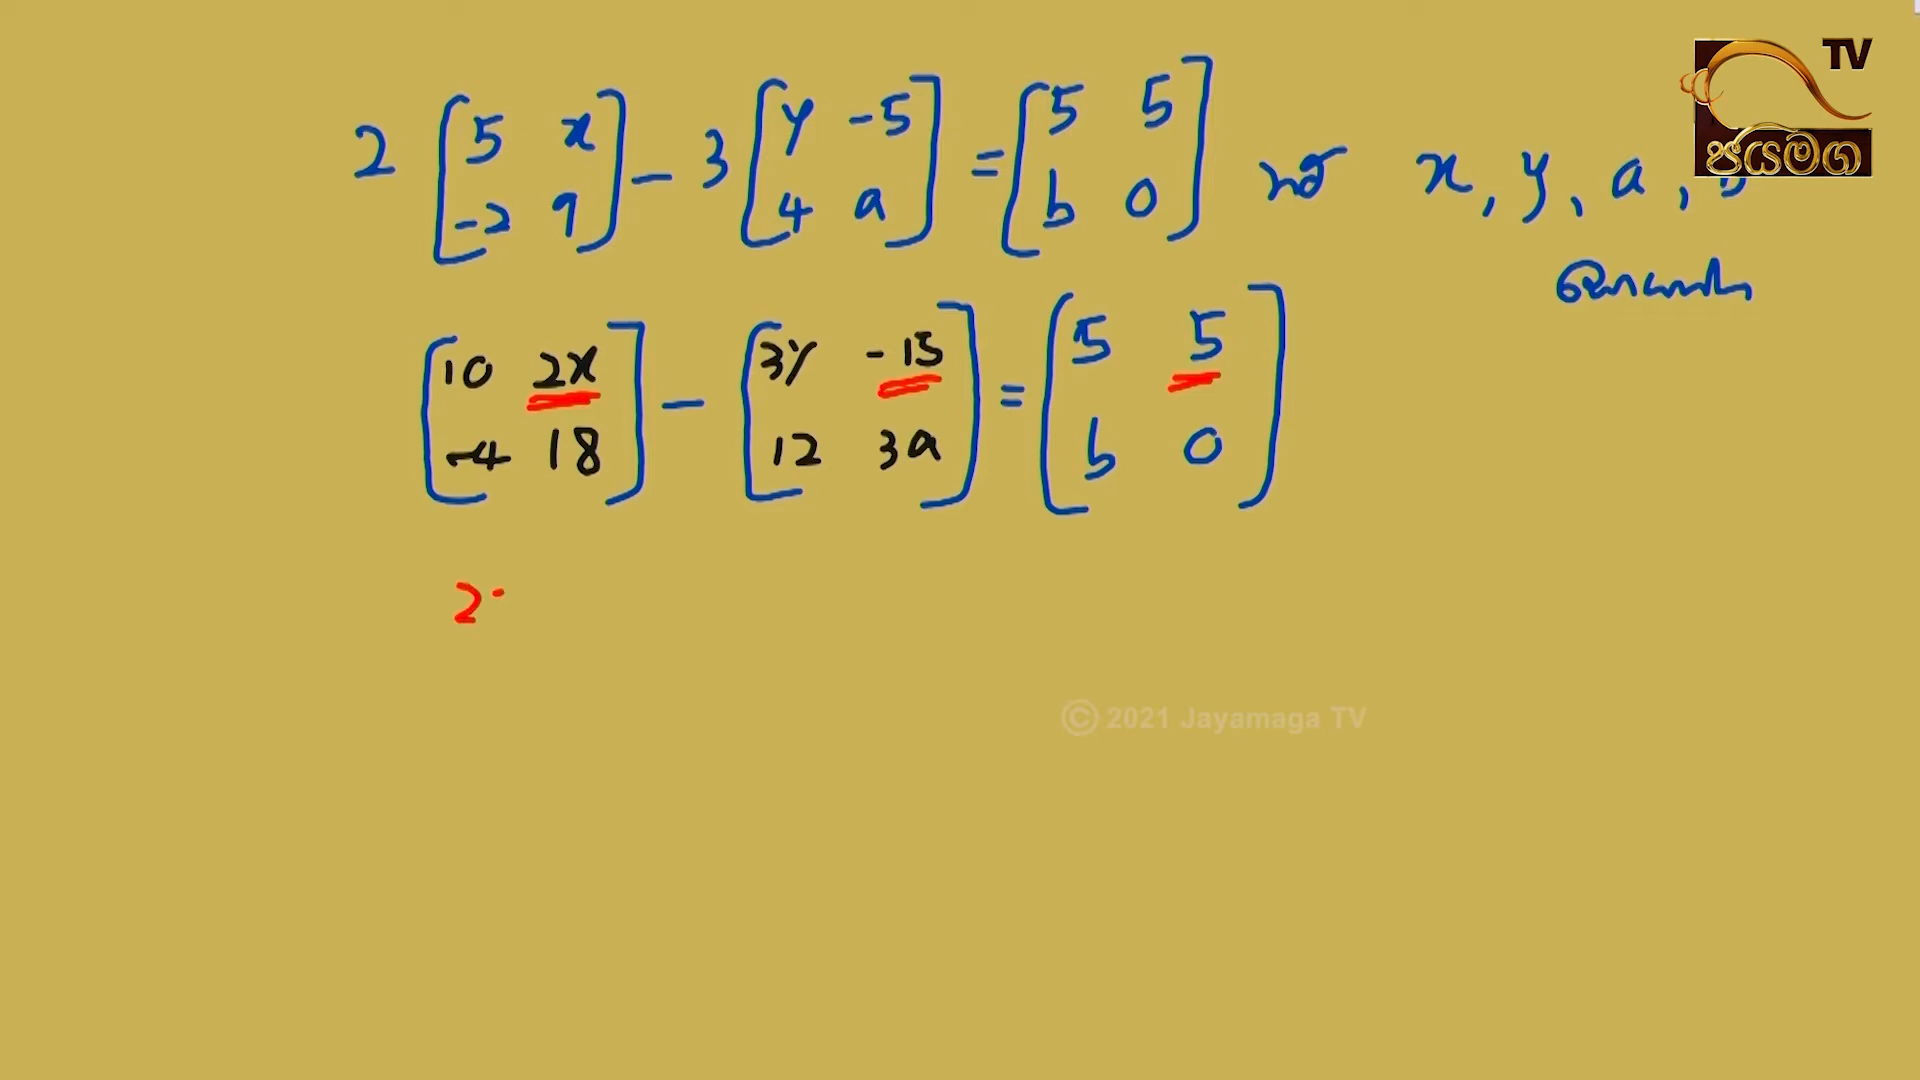 TV
ජයමග
2 [5 x; -2 9] - 3 [y -5; 4 a] = [5 5; b 0] නම් x, y, a, b
සොයන්න
[10 2x; -4 18] - [3y -15; 12 3a] = [5 5; b 0]
2
© 2021 Jayamaga TV